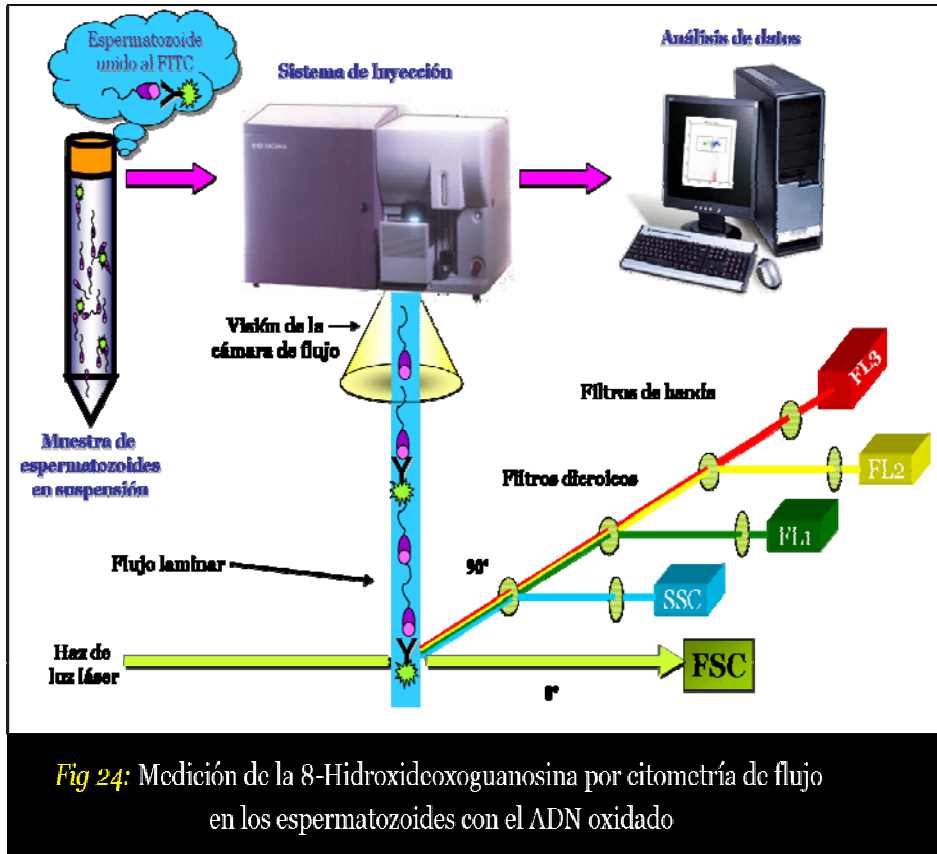 Espermatozoide
unido al FITC
Sistema de Inyección
Análisis de datos
Visión de la
cámara de flujo
Muestra de
espermatozoides
en suspensión
Filtros de banda
FL3
FL2
Filtros dicroicos
FL1
Flujo laminar
90º
SSC
Haz de
luz láser
FSC
0º
Fig 24: Medición de la 8-Hidroxideoxoguanosina por citometría de flujo
en los espermatozoides con el ADN oxidado